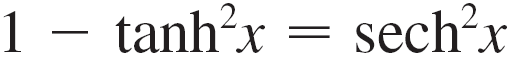 1 − tanh²x = sech²x